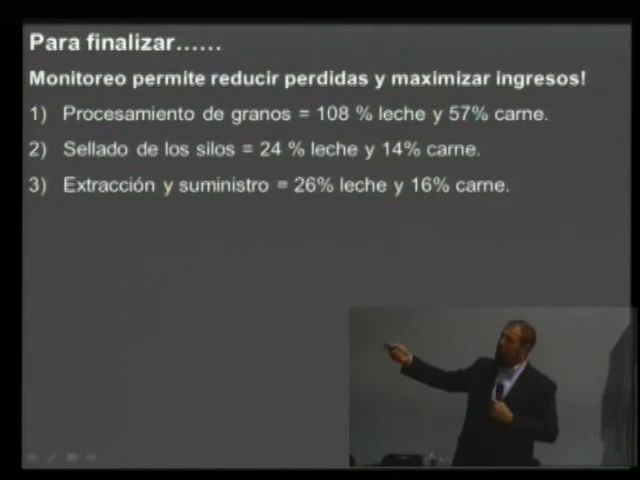 Para finalizar......
Monitoreo permite reducir perdidas y maximizar ingresos!
1) Procesamiento de granos = 108 % leche y 57% carne.
2) Sellado de los silos = 24 % leche y 14% carne.
3) Extracción y suministro = 26% leche y 16% carne.